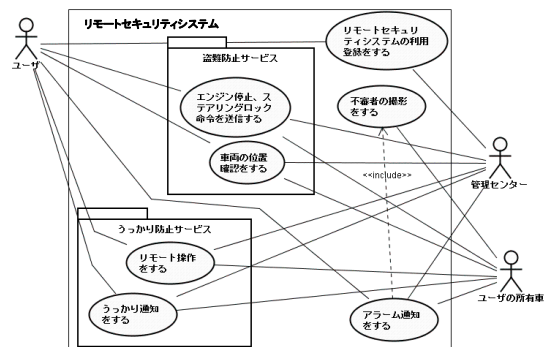 リモートセキュリティシステム
ユーザ
リモートセキュリ
ティシステムの利用
登録をする
盗難防止サービス
エンジン停止、ス
テアリングロック
命令を送信する
不審者の撮影
をする
車両の位置
確認をする
<<include>>
管理センター
うっかり防止サービス
リモート操作
をする
うっかり通知
をする
アラーム通知
をする
ユーザの所有車